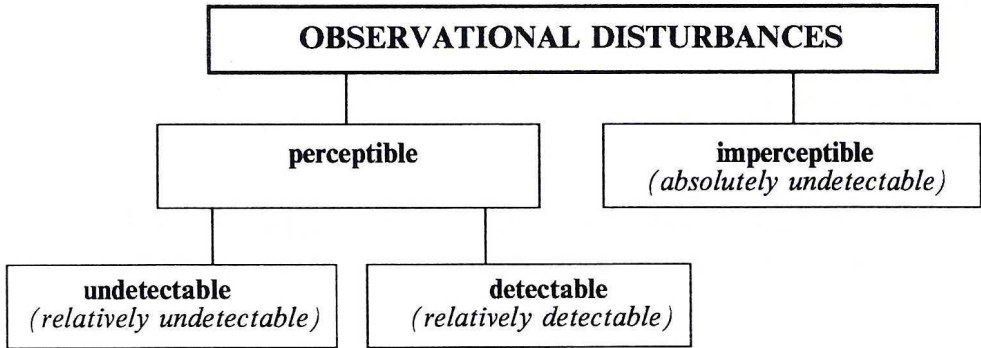 OBSERVATIONAL DISTURBANCES
perceptible
imperceptible
(absolutely undetectable)
undetectable
(relatively undetectable)
detectable
(relatively detectable)